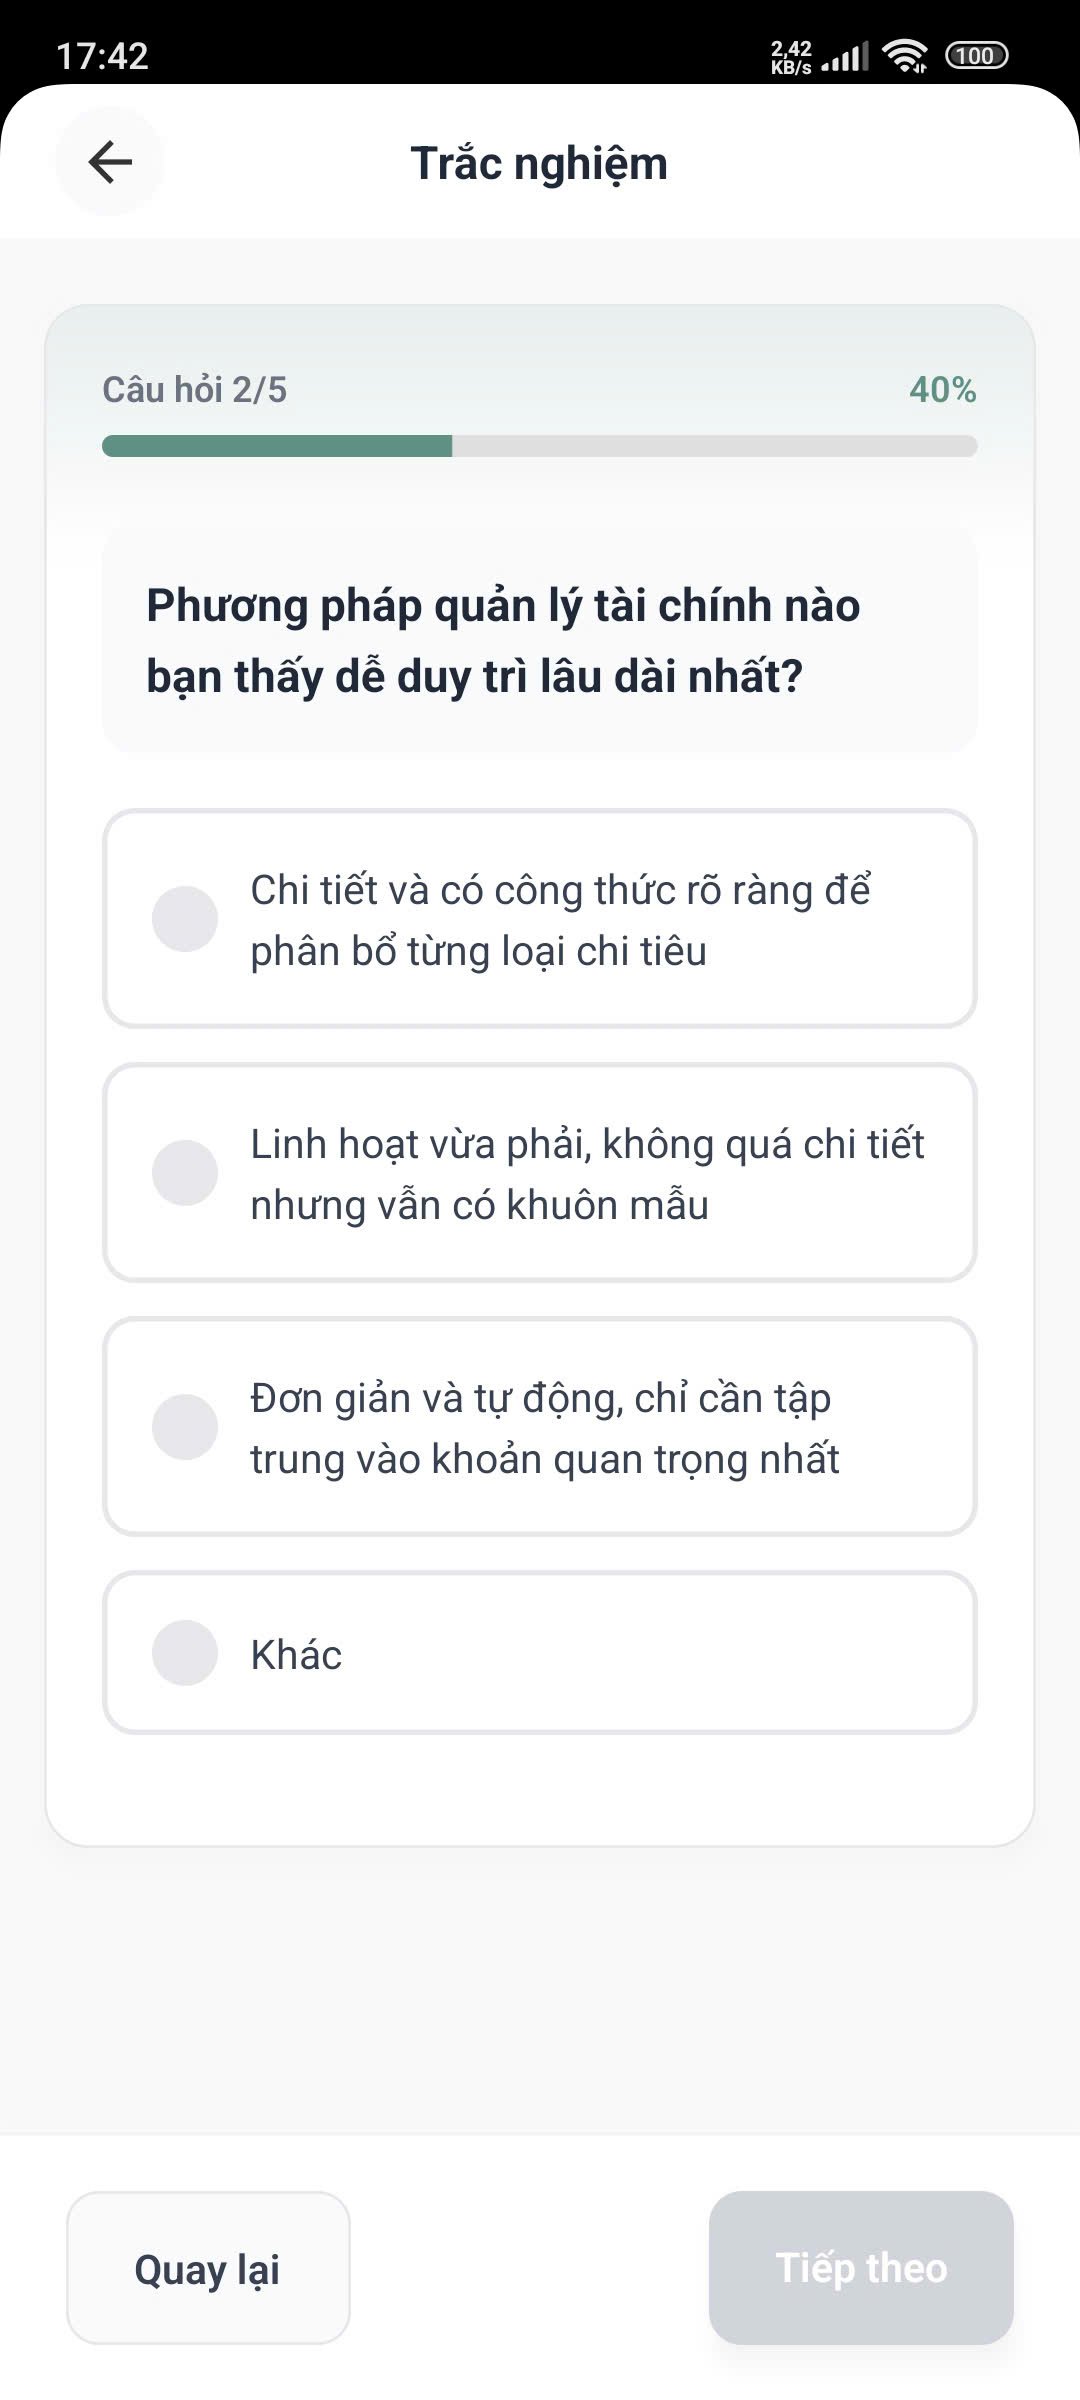 17:42
2,42
KB/s
100
Trắc nghiệm
Câu hỏi 2/5
40%
Phương pháp quản lý tài chính nào
bạn thấy dễ duy trì lâu dài nhất?
Chi tiết và có công thức rõ ràng để
phân bổ từng loại chi tiêu
Linh hoạt vừa phải, không quá chi tiết
nhưng vẫn có khuôn mẫu
Đơn giản và tự động, chỉ cần tập
trung vào khoản quan trọng nhất
Khác
Quay lại
Tiếp theo